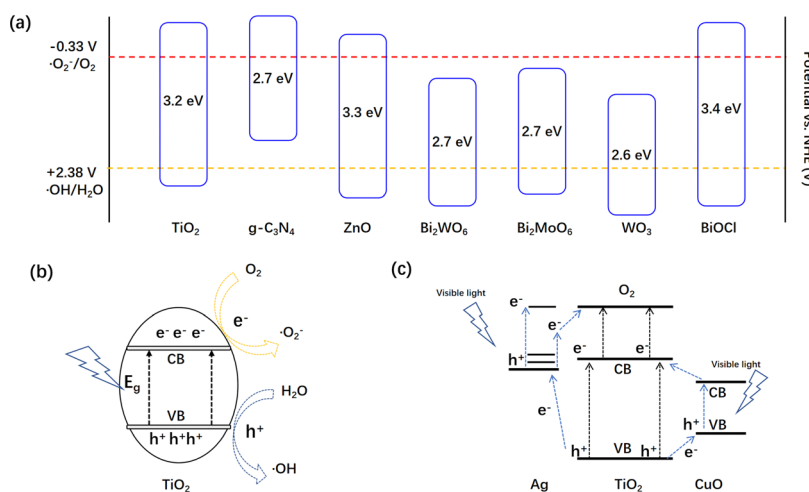 (a)
-0.33 V
·O₂⁻/O₂
+2.38 V
·OH/H₂O
3.2 eV
2.7 eV
3.3 eV
2.7 eV
2.7 eV
2.6 eV
3.4 eV
TiO₂
g-C₃N₄
ZnO
Bi₂WO₆
Bi₂MoO₆
WO₃
BiOCl
Potential vs. NHE (V)
(b)
O₂
e⁻ e⁻ e⁻
e⁻
·O₂⁻
CB
E₉
H₂O
VB
h⁺ h⁺h⁺
h⁺
·OH
TiO₂
(c)
Visible light
O₂
e⁻
e⁻
h⁺
e⁻
e⁻
CB
Visible light
CB
e⁻
h⁺
VB
VB
h⁺
h⁺
e⁻
Ag
TiO₂
CuO